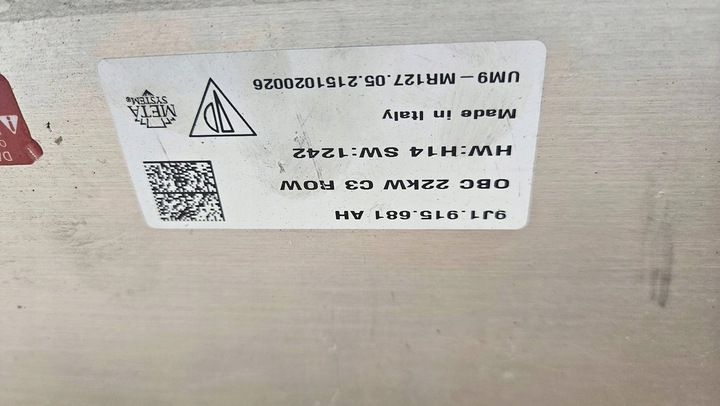 9J1.915.681 AH
OBC 22KW C3 ROW
HW:H14 SW:1242
Made in Italy
UM9-MR127.05.2151020026
META
SYSTEM